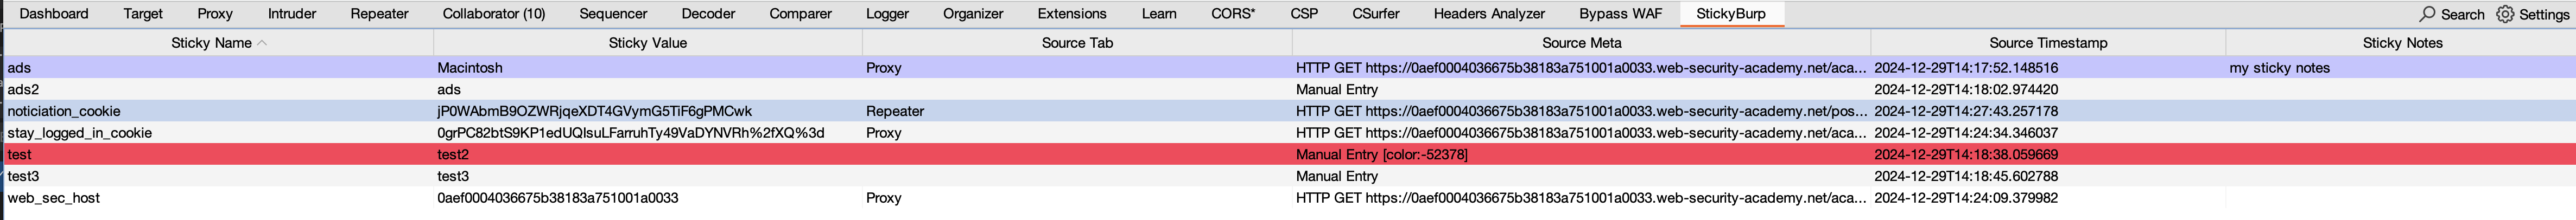 Dashboard Target Proxy Intruder Repeater Collaborator (10) Sequencer Decoder Comparer Logger Organizer Extensions Learn CORS* CSP CSurfer Headers Analyzer Bypass WAF StickyBurp Search Settings
Sticky Name Sticky Value Source Tab Source Meta Source Timestamp Sticky Notes
ads Macintosh Proxy HTTP GET https://0aef0004036675b38183a751001a0033.web-security-academy.net/aca... 2024-12-29T14:17:52.148516 my sticky notes
ads2 ads Manual Entry 2024-12-29T14:18:02.974420
noticiation_cookie jP0WAbmB9OZWRjqeXDT4GVymG5TiF6gPMCwk Repeater HTTP GET https://0aef0004036675b38183a751001a0033.web-security-academy.net/pos... 2024-12-29T14:27:43.257178
stay_logged_in_cookie 0grPC82btS9KP1edUQIsuLFarruhTy49VaDYNVRh%2fXQ%3d Proxy HTTP GET https://0aef0004036675b38183a751001a0033.web-security-academy.net/aca... 2024-12-29T14:24:34.346037
test test2 Manual Entry [color:-52378] 2024-12-29T14:18:38.059669
test3 test3 Manual Entry 2024-12-29T14:18:45.602788
web_sec_host 0aef0004036675b38183a751001a0033 Proxy HTTP GET https://0aef0004036675b38183a751001a0033.web-security-academy.net/aca... 2024-12-29T14:24:09.379982